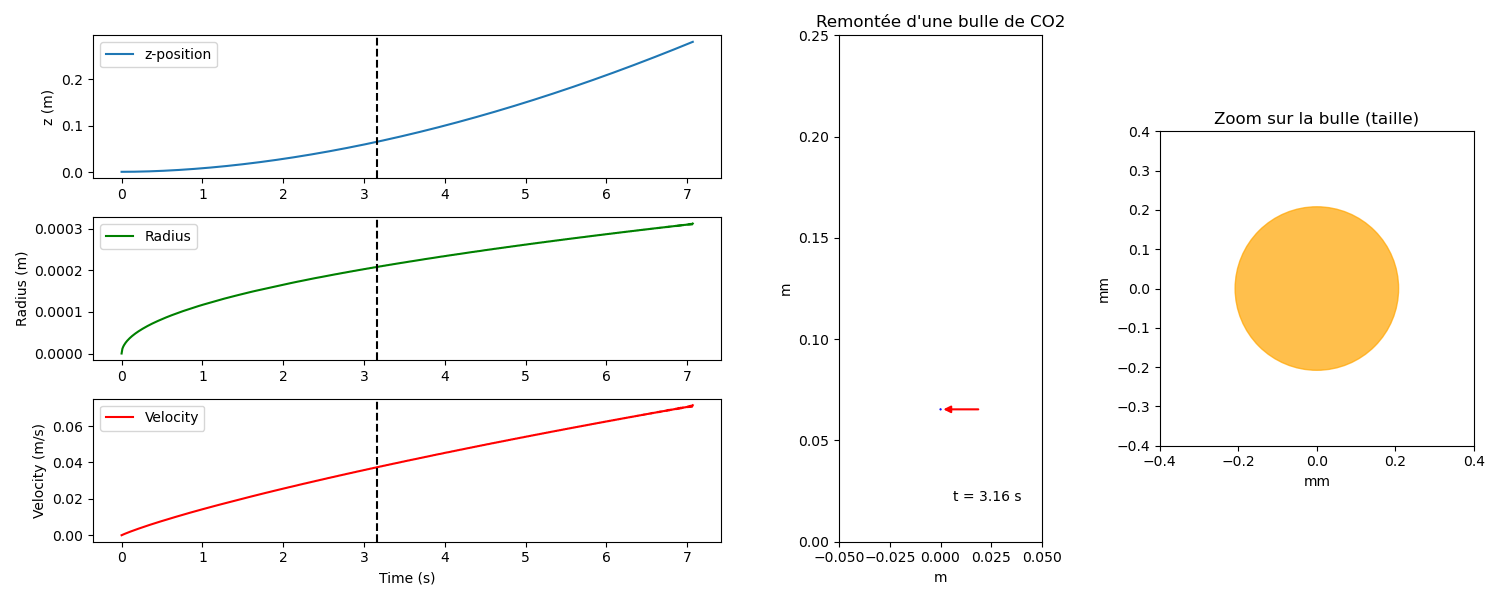 z-position
z (m)
0.2
0.1
0.0
0 1 2 3 4 5 6 7
Radius
Radius (m)
0.0003
0.0002
0.0001
0.0000
0 1 2 3 4 5 6 7
Velocity
Velocity (m/s)
0.06
0.04
0.02
0.00
0 1 2 3 4 5 6 7
Time (s)
Remontée d'une bulle de CO2
0.25
0.20
0.15
m
0.10
0.05
0.00
t = 3.16 s
−0.050 −0.025 0.000 0.025 0.050
m
Zoom sur la bulle (taille)
0.4
0.3
0.2
0.1
mm
0.0
−0.1
−0.2
−0.3
−0.4
−0.4 −0.2 0.0 0.2 0.4
mm